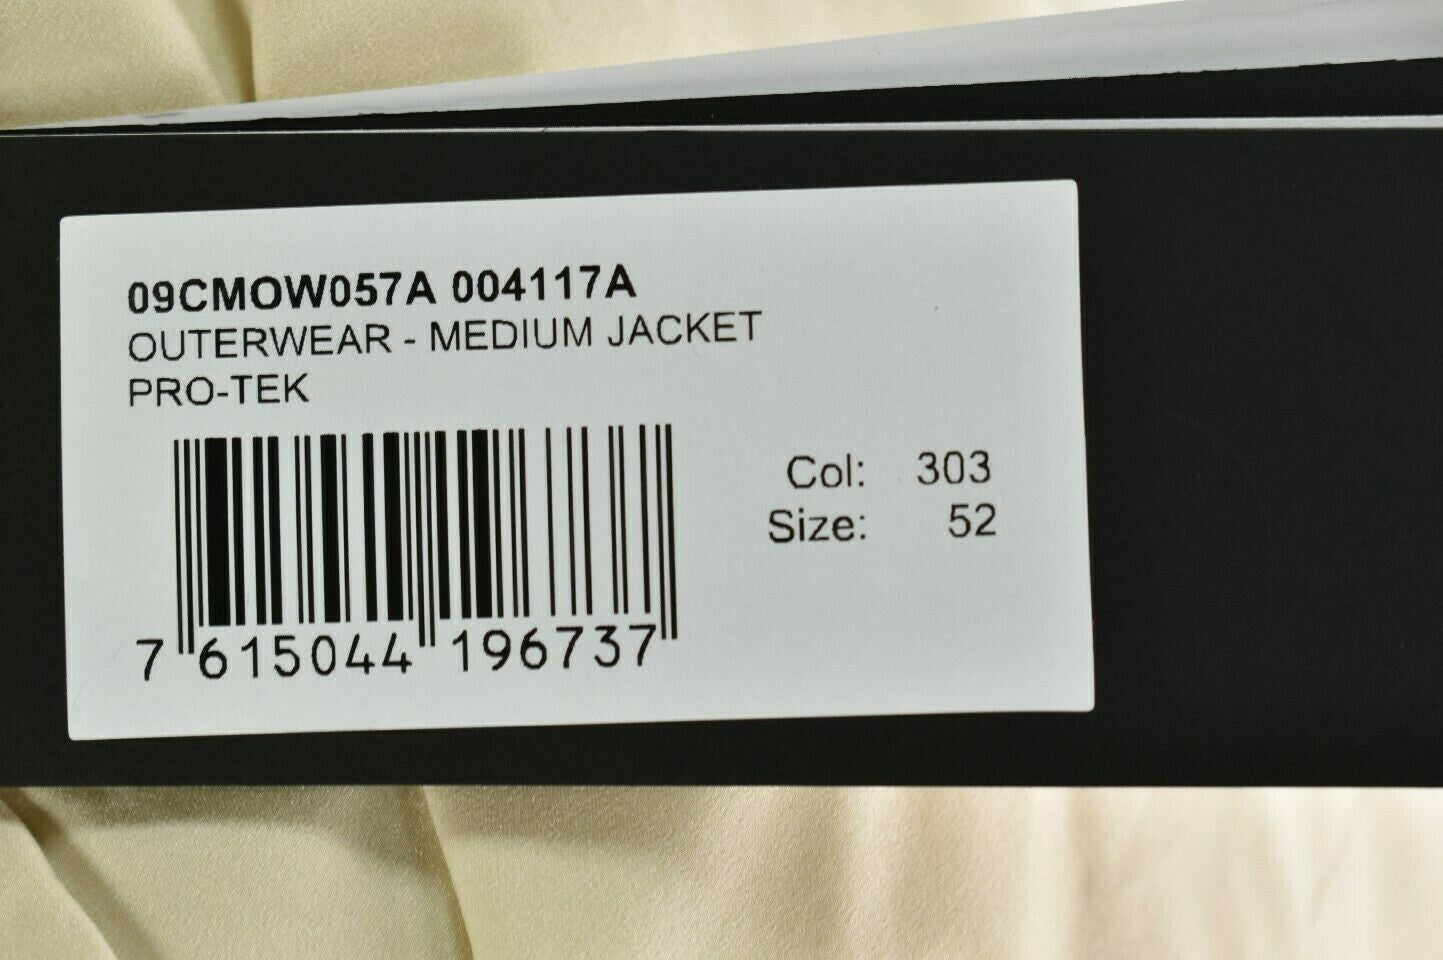 09CMOW057A 004117A
OUTERWEAR - MEDIUM JACKET
PRO-TEK
Col: 303
Size: 52
7 615044 196737